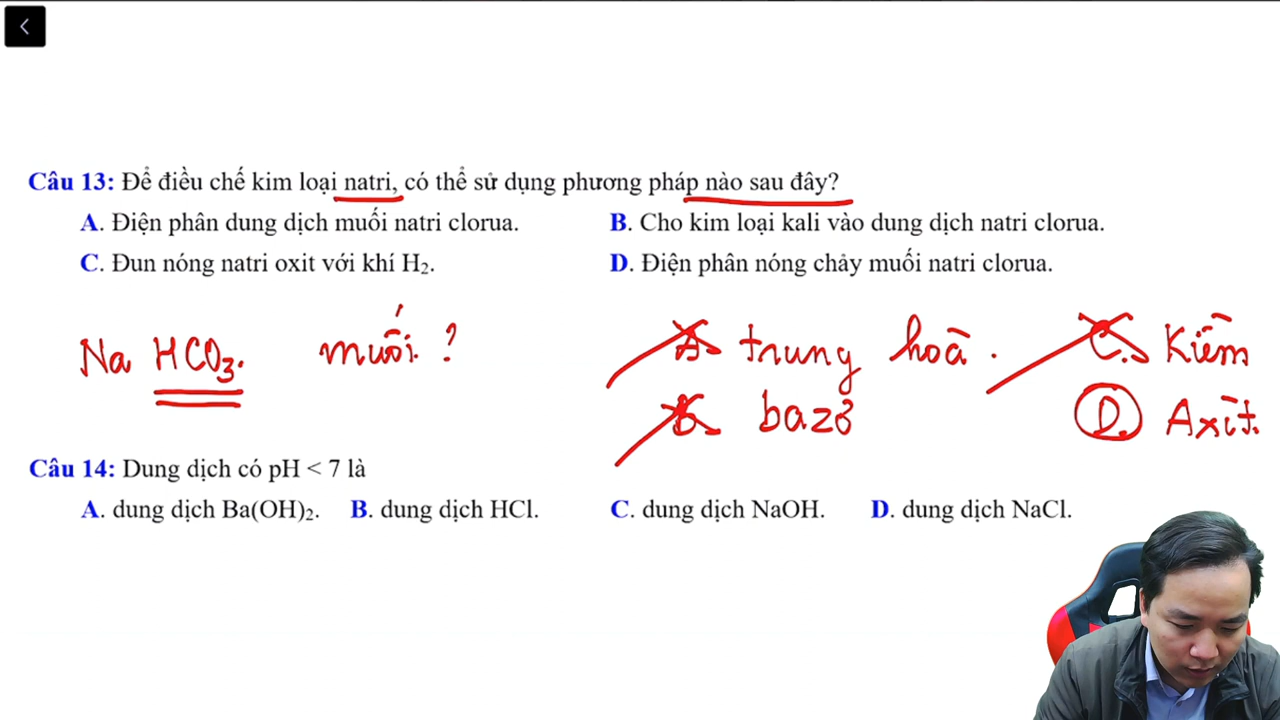 Câu 13: Để điều chế kim loại natri, có thể sử dụng phương pháp nào sau đây?
A. Điện phân dung dịch muối natri clorua. B. Cho kim loại kali vào dung dịch natri clorua.
C. Đun nóng natri oxit với khí H₂. D. Điện phân nóng chảy muối natri clorua.
Na HCO₃. muối ? A. trung hoà. C. Kiềm
B. bazơ D. Axit.
Câu 14: Dung dịch có pH < 7 là
A. dung dịch Ba(OH)₂. B. dung dịch HCl. C. dung dịch NaOH. D. dung dịch NaCl.